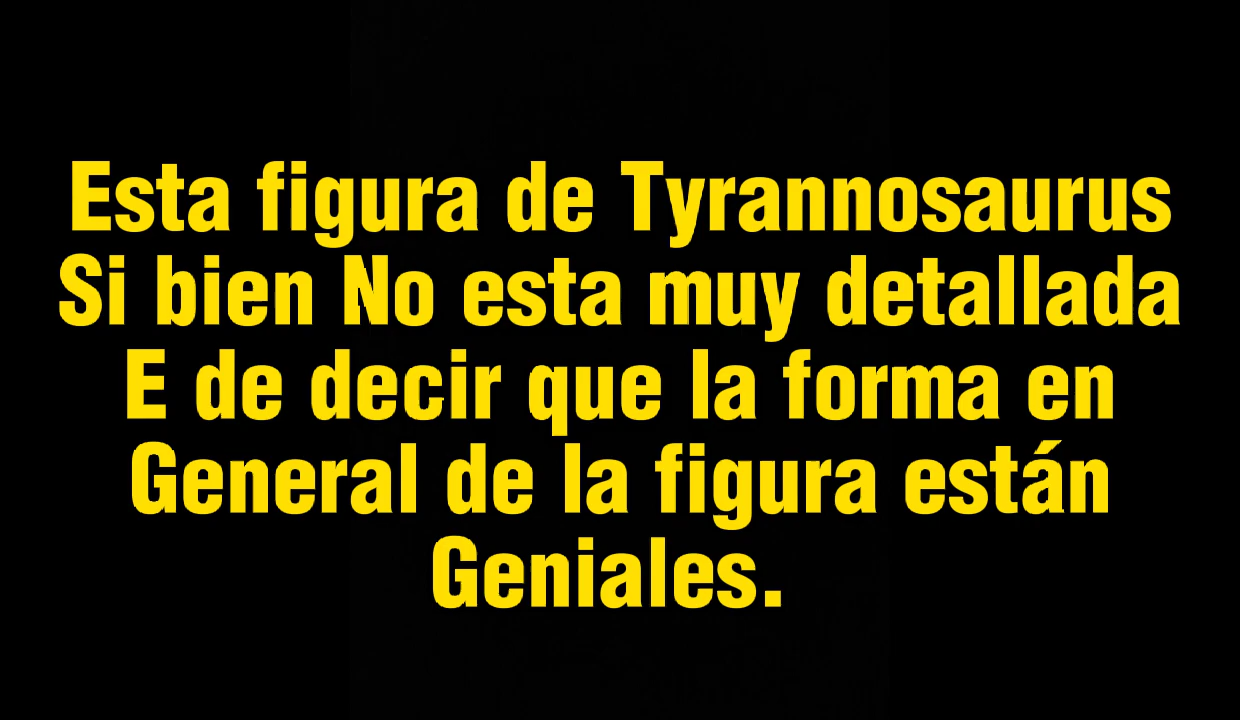 Esta figura de Tyrannosaurus
Si bien No esta muy detallada
E de decir que la forma en
General de la figura están
Geniales.